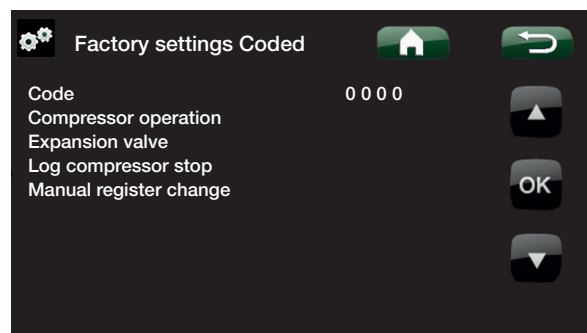 Factory settings Coded
Code 0 0 0 0
Compressor operation
Expansion valve
Log compressor stop
Manual register change
OK